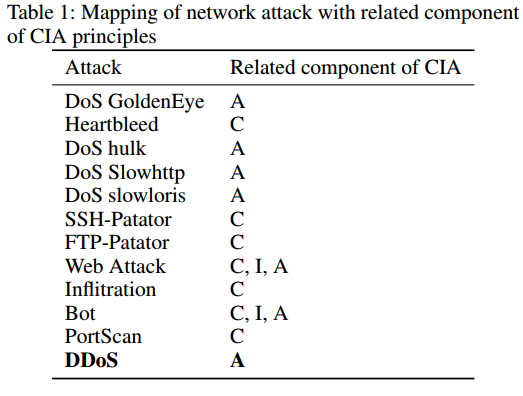 Table 1: Mapping of network attack with related component
of CIA principles
Attack Related component of CIA
DoS GoldenEye A
Heartbleed C
DoS hulk A
DoS Slowhttp A
DoS slowloris A
SSH-Patator C
FTP-Patator C
Web Attack C, I, A
Inflitration C
Bot C, I, A
PortScan C
DDoS A